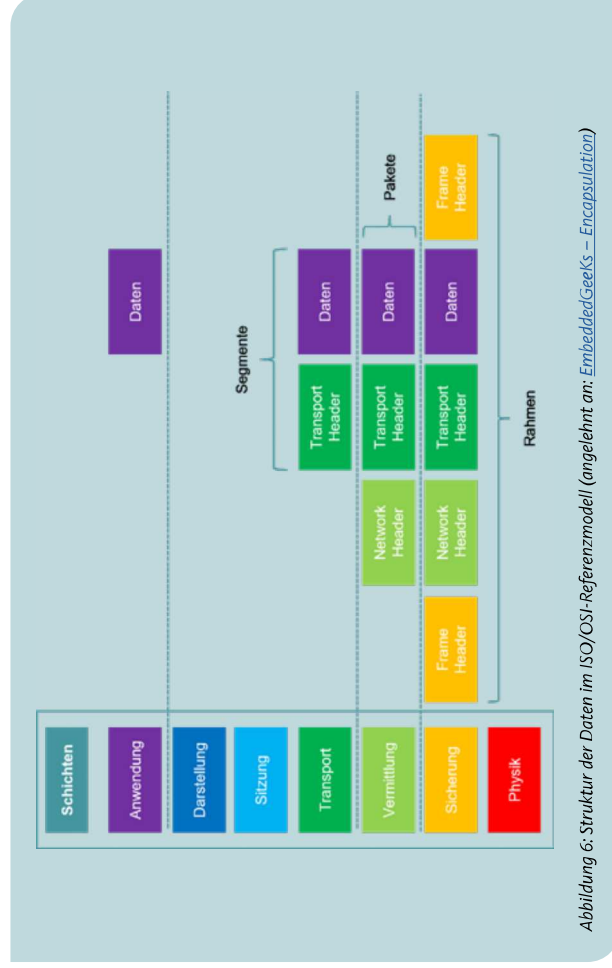 Schichten
Anwendung
Daten
Darstellung
Sitzung
Segmente
Transport
Transport
Header
Daten
Pakete
Vermittlung
Network
Header
Transport
Header
Daten
Sicherung
Frame
Header
Network
Header
Transport
Header
Daten
Frame
Header
Physik
Rahmen
Abbildung 6: Struktur der Daten im ISO/OSI-Referenzmodell (angelehnt an: EmbeddedGeeKs – Encapsulation)